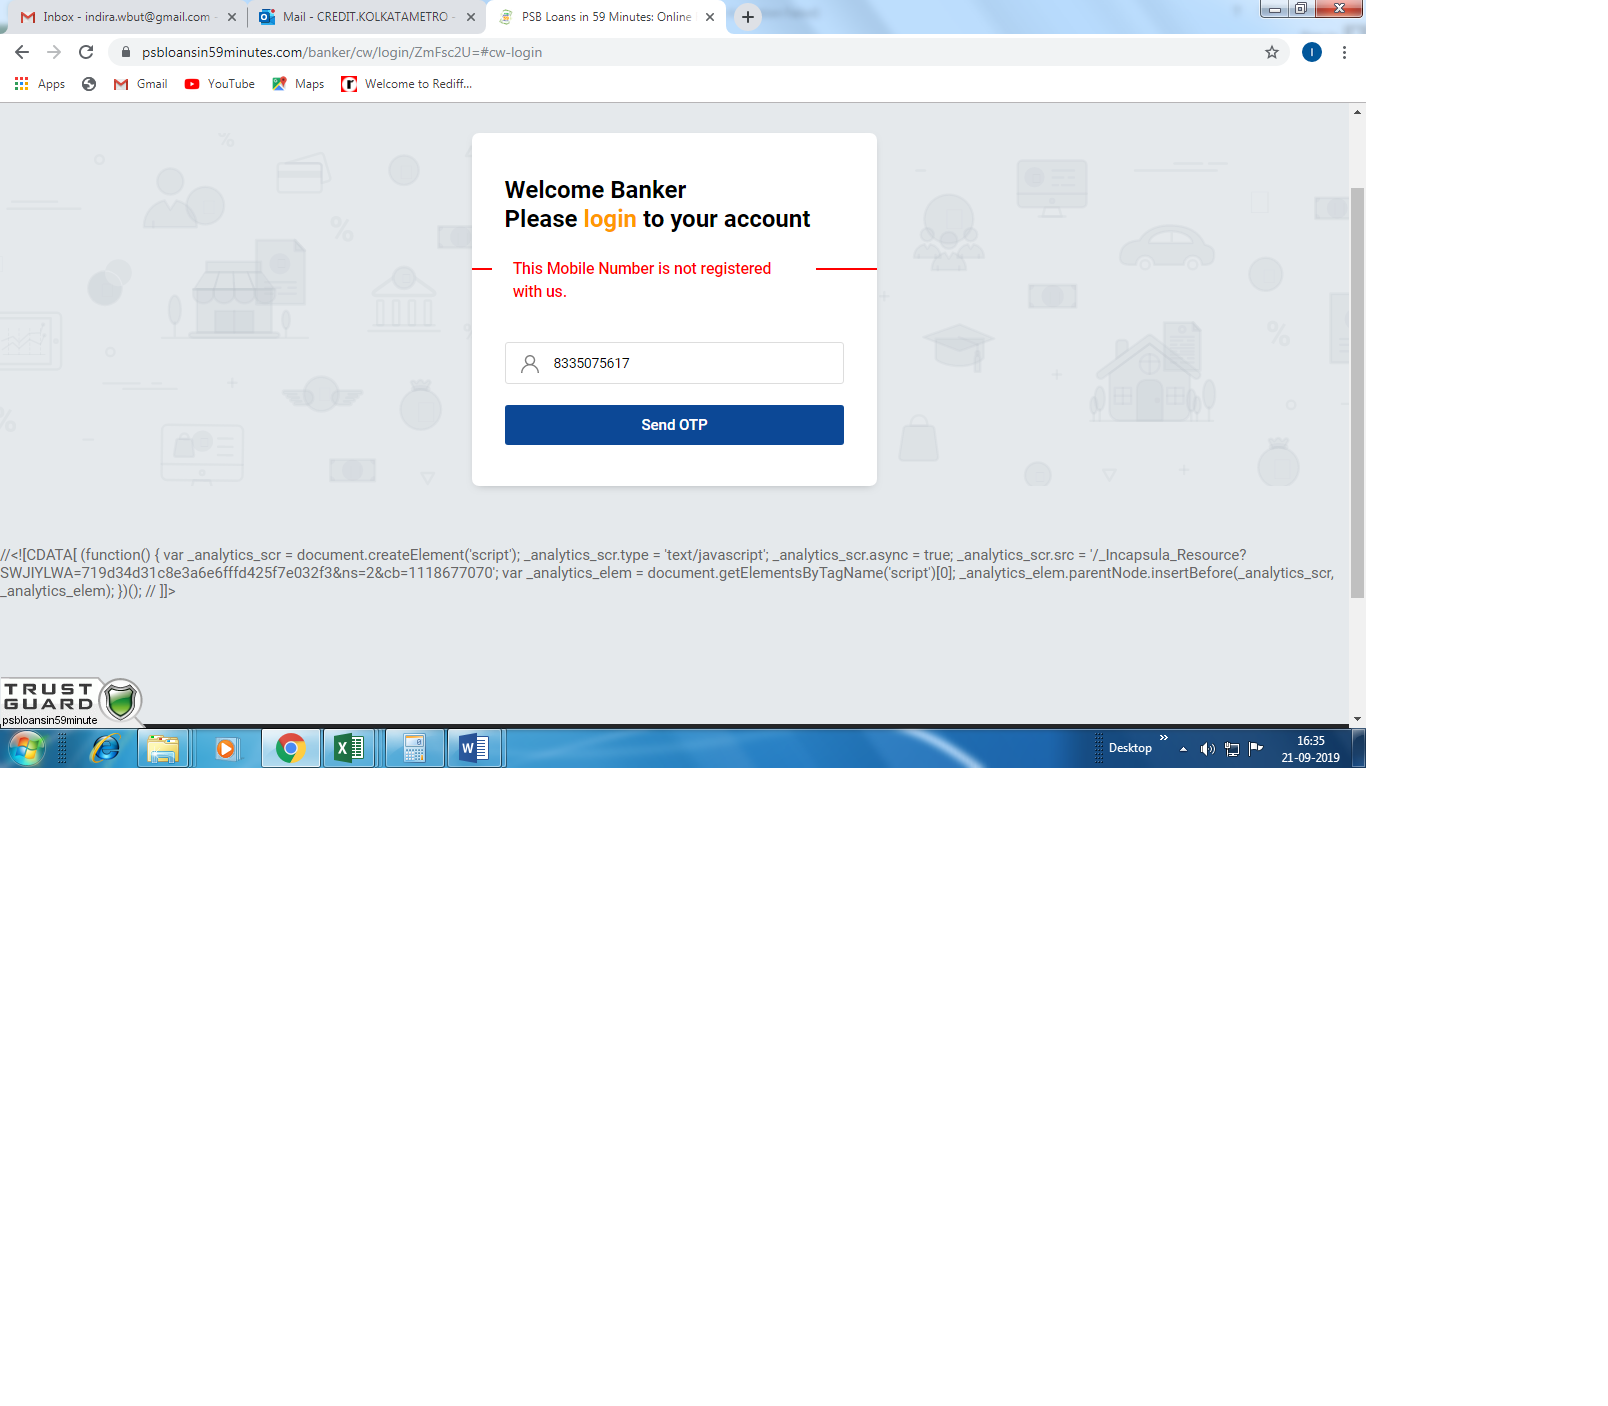 Inbox - indira.wbut@gmail.com -
Mail - CREDIT.KOLKATAMETRO -
PSB Loans in 59 Minutes: Online
psbloansin59minutes.com/banker/cw/login/ZmFsc2U=#cw-login
I
Apps
Gmail
YouTube
Maps
Welcome to Rediff...
Welcome Banker
Please login to your account
This Mobile Number is not registered
with us.
8335075617
Send OTP
//<![CDATA[ (function() { var _analytics_scr = document.createElement('script'); _analytics_scr.type = 'text/javascript'; _analytics_scr.async = true; _analytics_scr.src = '/_Incapsula_Resource?
SWJIYLWA=719d34d31c8e3a6e6fffd425f7e032f3&ns=2&cb=1118677070'; var _analytics_elem = document.getElementsByTagName('script')[0]; _analytics_elem.parentNode.insertBefore(_analytics_scr,
_analytics_elem); })(); // ]]>
TRUST
GUARD
psbloansin59minute
Desktop
16:35
21-09-2019